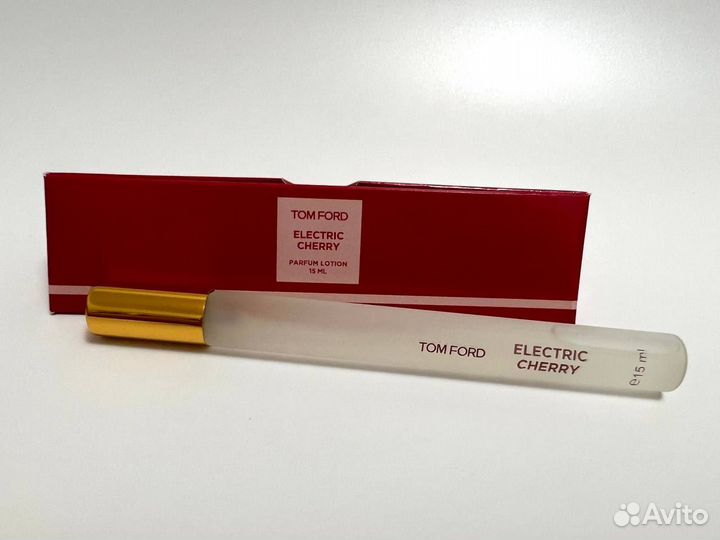 TOM FORD
ELECTRIC
CHERRY
PARFUM LOTION
15 ML
TOM FORD
ELECTRIC
CHERRY
℮15 ml
Avito